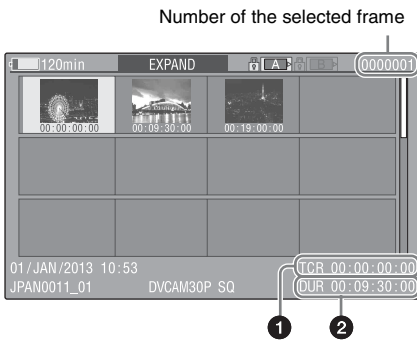 Number of the selected frame
120min EXPAND A B 0000001
00:00:00:00 00:09:30:00 00:19:00:00
01/JAN/2013 10:53 TCR 00:00:00:00
JPAN0011_01 DVCAM30P SQ DUR 00:09:30:00
1 2